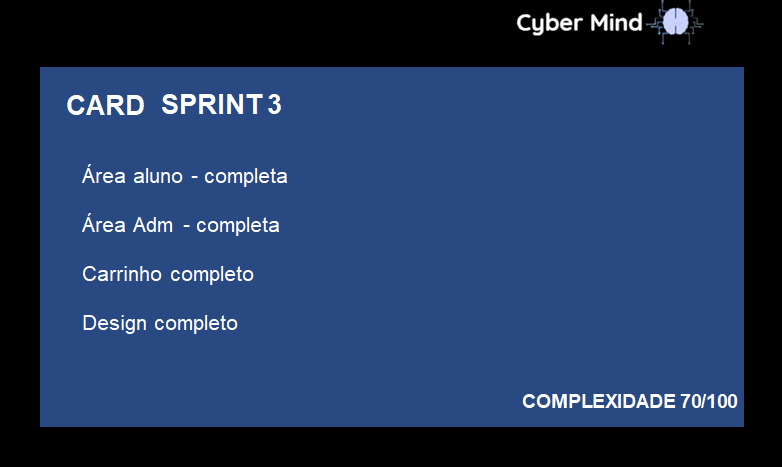 Cyber Mind
CARD SPRINT 3
Área aluno - completa
Área Adm - completa
Carrinho completo
Design completo
COMPLEXIDADE 70/100